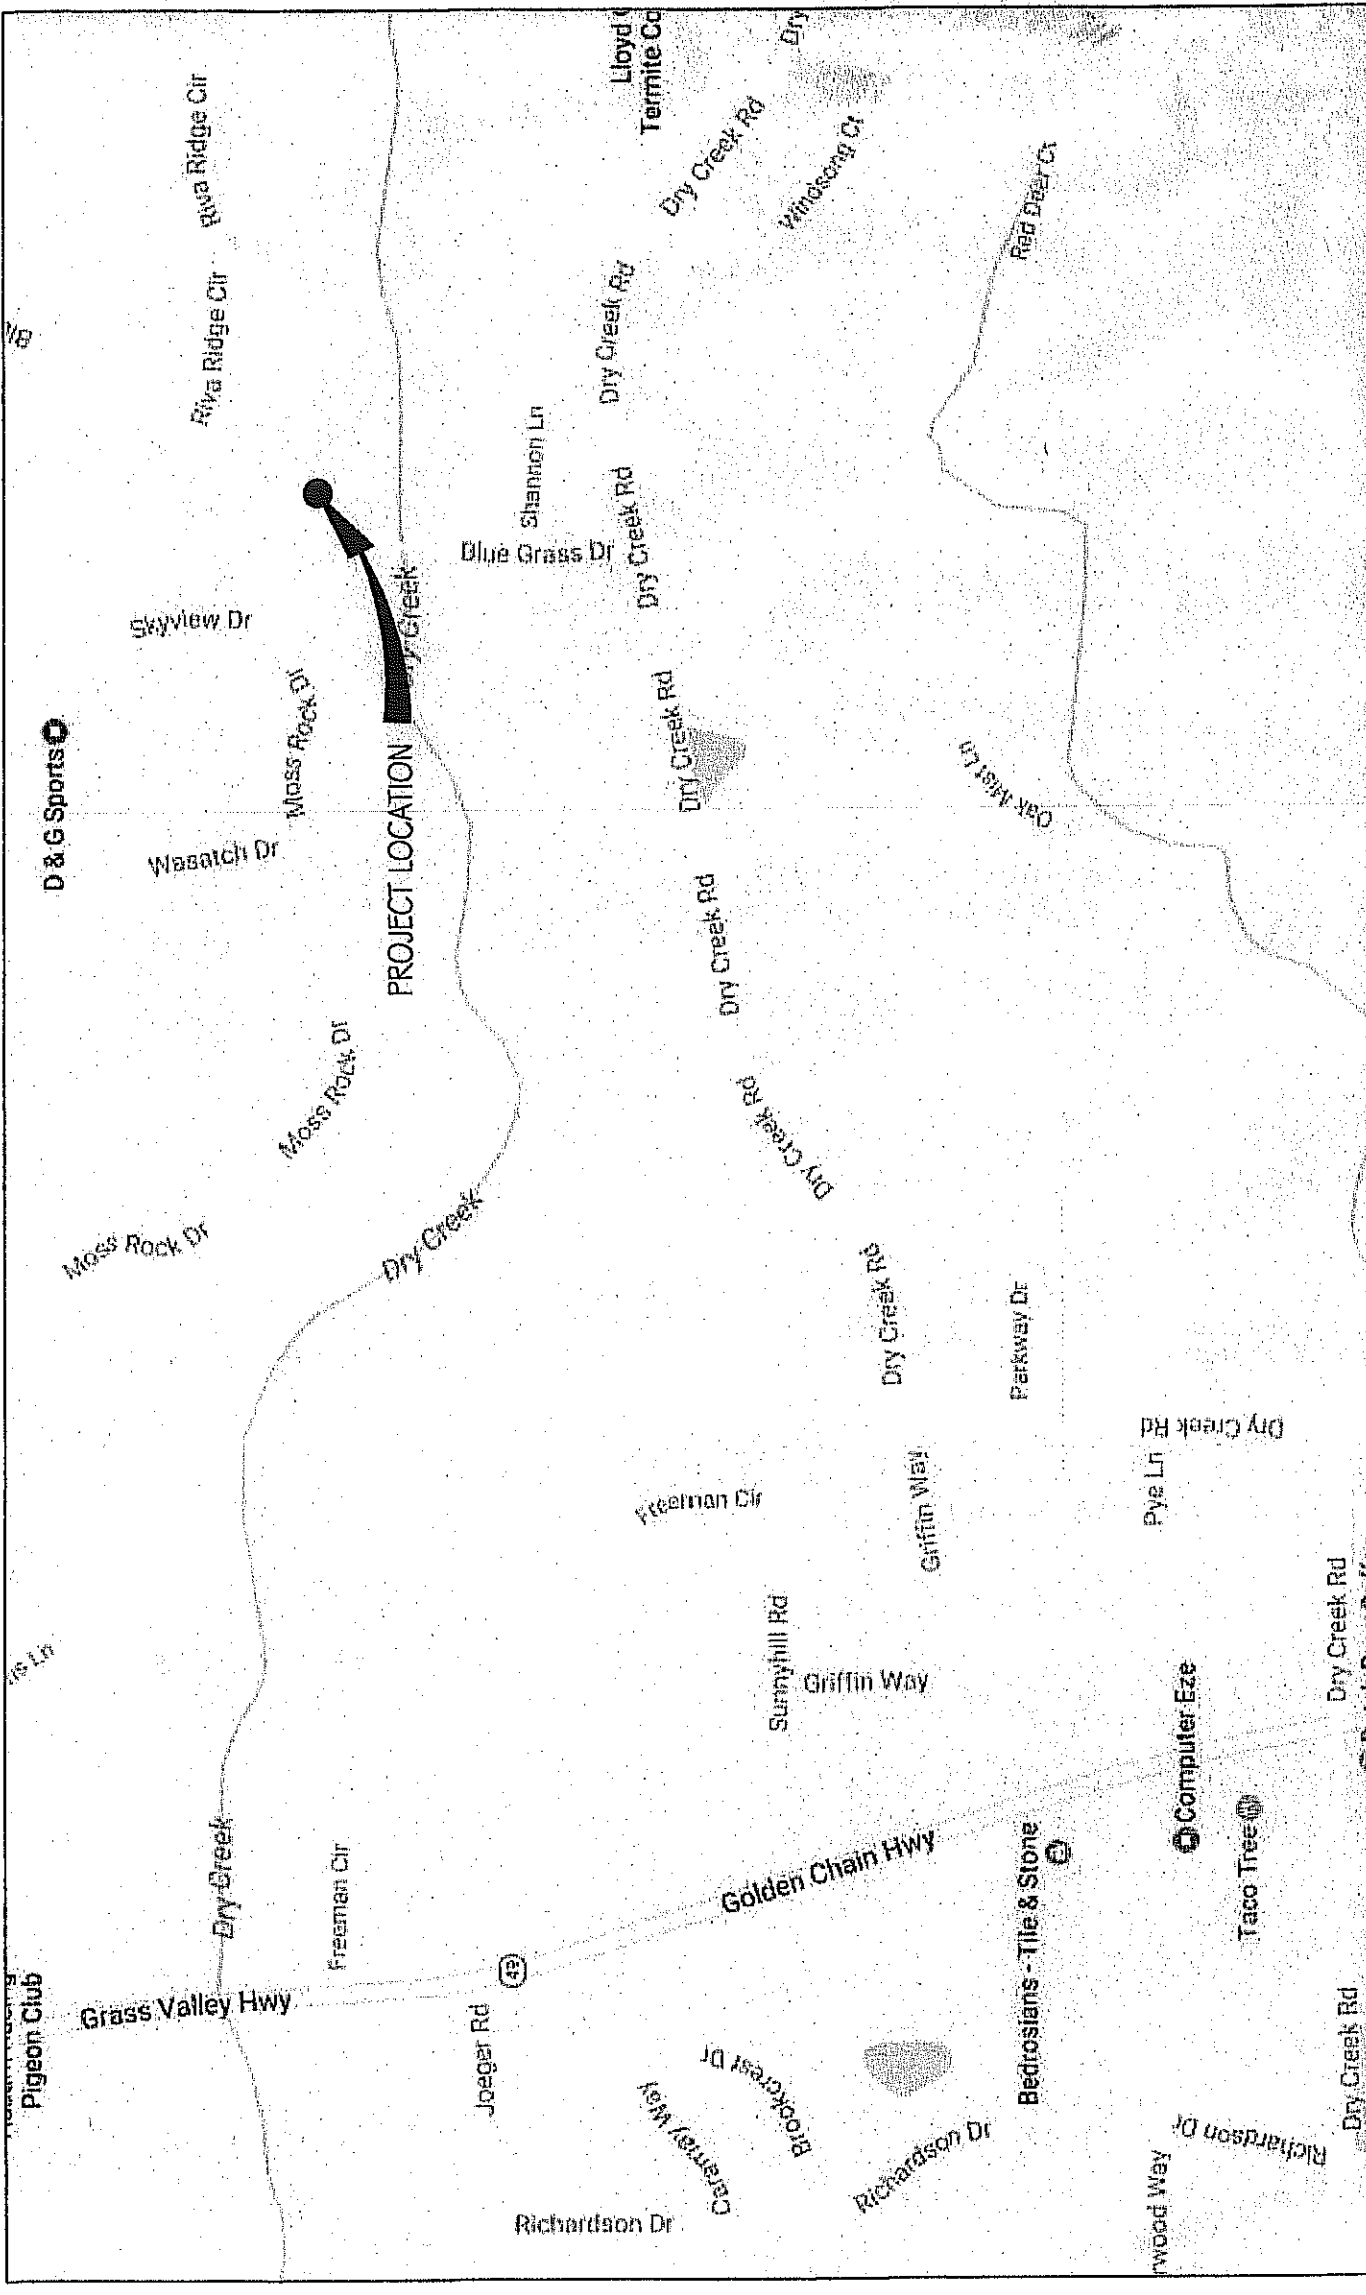 Pigeon Club
D & G Sports
Grass Valley Hwy
Moss Rock Dr
Wasatch Dr
Skyview Dr
Riva Ridge Cir
Riva Ridge Cir
Dry Creek
Freeman Cir
Moss Rock Dr
Moss Rock Dr
PROJECT LOCATION
Dry Creek
Creek
Joeger Rd
49
Blue Grass Dr
Shannon Ln
Richardson Dr
Caramay Way
Freeman Cir
Dry Creek Rd
Dry Creek Rd
Dry Creek Rd
Lloyd
Termite Co
Dry Creek Rd
Dry
Brookcrest Dr
Golden Chain Hwy
Sunnyhill Rd
Griffin Way
Dry Creek Rd
Dry Creek Rd
Windsong Ct
Richardson Dr
Griffin Way
Dry Creek Rd
Oak Mist Ln
Red Deer Ct
Bedrosians - Tile & Stone
Parkway Dr
wood Way
Computer Eze
Pye Ln
Dry Creek Rd
Richardson Dr
Taco Tree
Dry Creek Rd
Dry Creek Rd